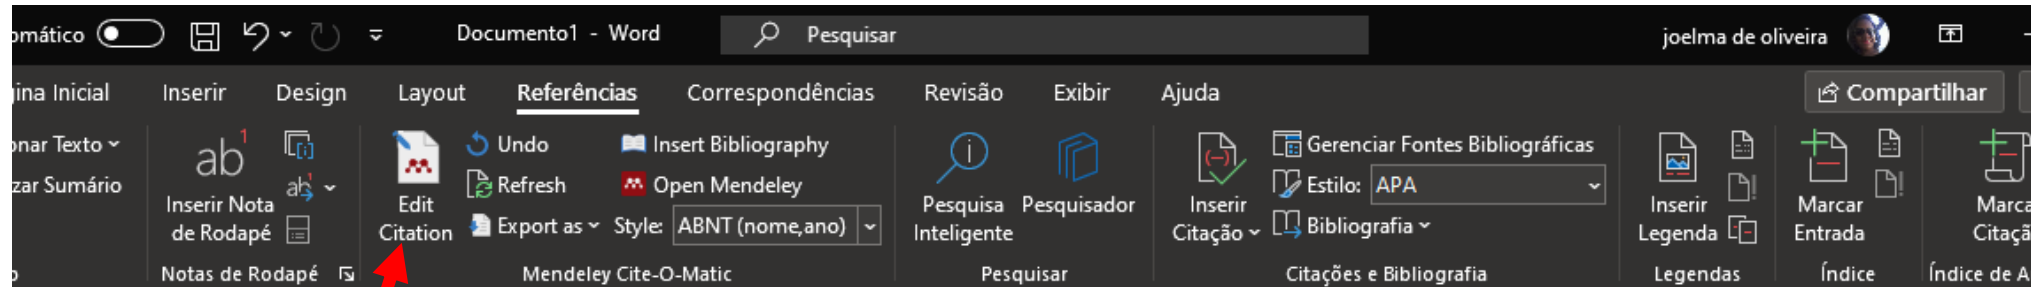 omático Documento1 - Word Pesquisar joelma de oliveira
ina Inicial Inserir Design Layout Referências Correspondências Revisão Exibir Ajuda Compartilhar
onar Texto
zar Sumário
ab 1
Inserir Nota
de Rodapé
ab
Notas de Rodapé
Edit
Citation
Undo
Refresh
Export as
Insert Bibliography
Open Mendeley
Style: ABNT (nome,ano)
Mendeley Cite-O-Matic
Pesquisa
Inteligente
Pesquisador
Pesquisar
Inserir
Citação
Gerenciar Fontes Bibliográficas
Estilo: APA
Bibliografia
Citações e Bibliografia
Inserir
Legenda
Legendas
Marcar
Entrada
Índice
Marca
Citaçã
Índice de A